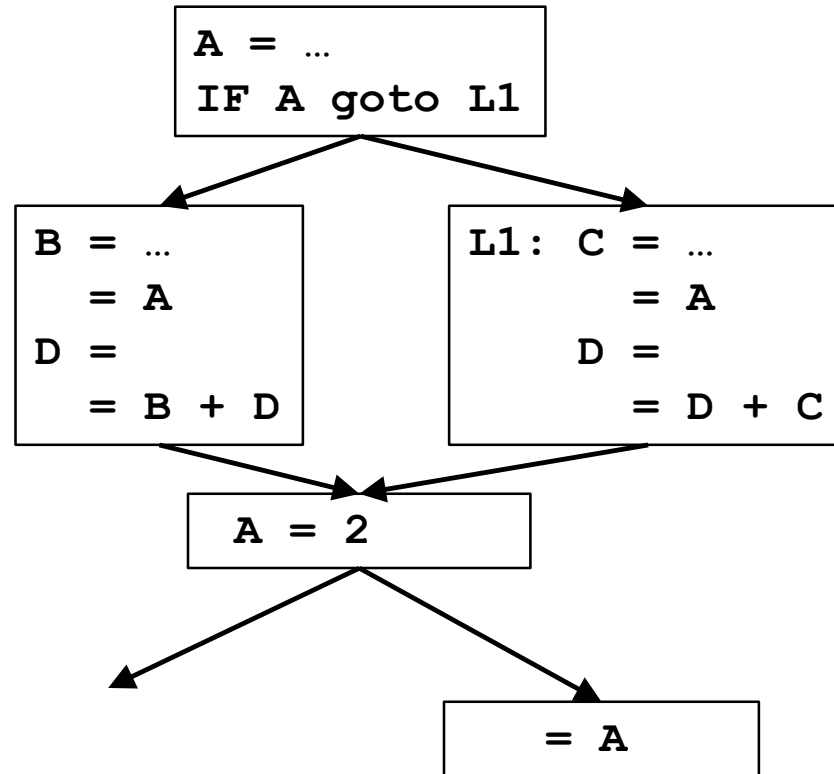 A = …
IF A goto L1
B = …
= A
D =
= B + D
L1: C = …
= A
D =
= D + C
A = 2
= A